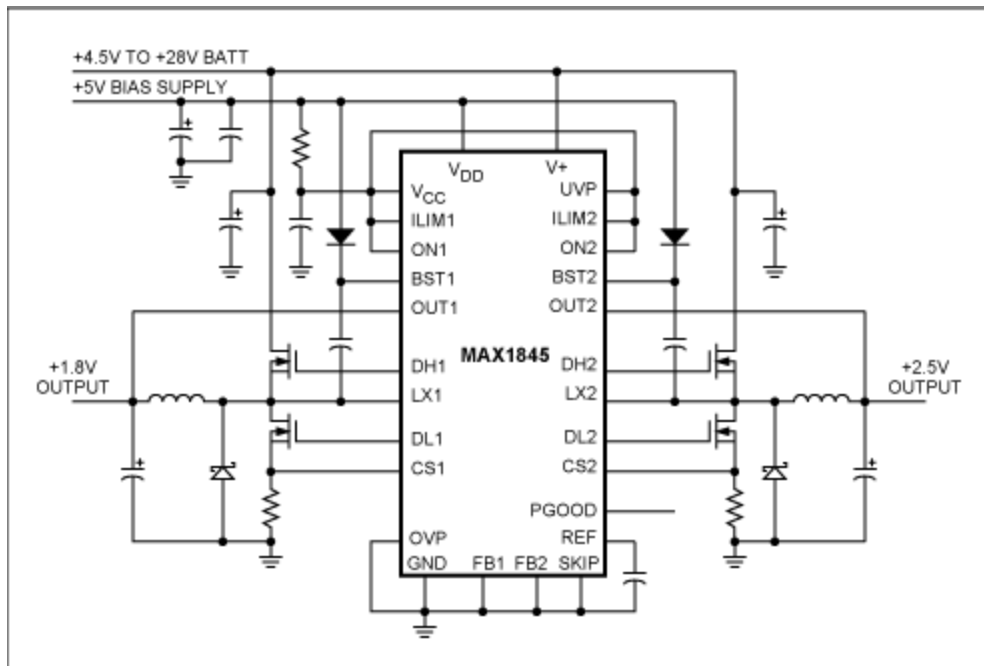 +4.5V TO +28V BATT
+5V BIAS SUPPLY
VDD
V+
VCC
UVP
ILIM1
ILIM2
ON1
ON2
BST1
BST2
OUT1
OUT2
MAX1845
+1.8V
OUTPUT
DH1
DH2
+2.5V
OUTPUT
LX1
LX2
DL1
DL2
CS1
CS2
PGOOD
OVP
REF
GND
FB1
FB2
SKIP